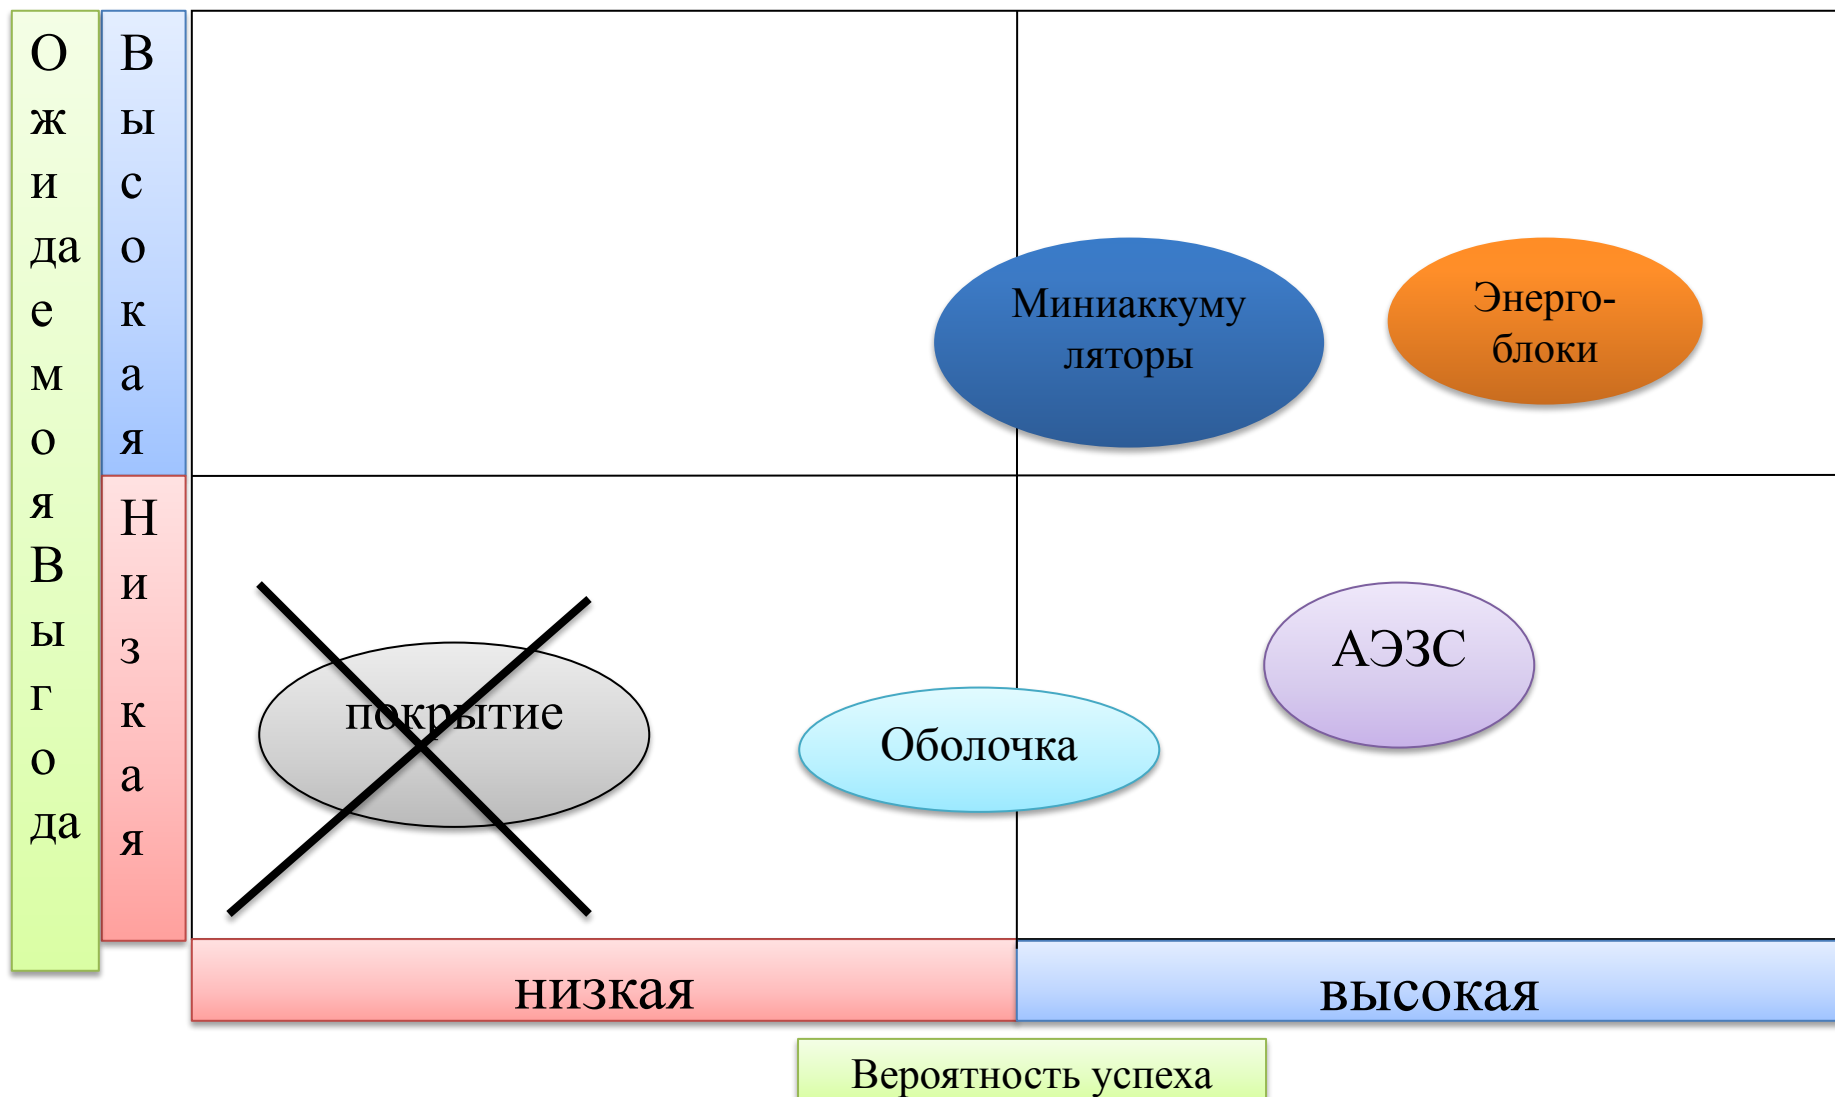 О
ж
и
да
е
м
о
я
В
ы
г
о
да
В
ы
с
о
к
а
я
Н
и
з
к
а
я
Миниаккуму
ляторы
Энерго-
блоки
покрытие
Оболочка
АЭЗС
низкая
высокая
Вероятность успеха